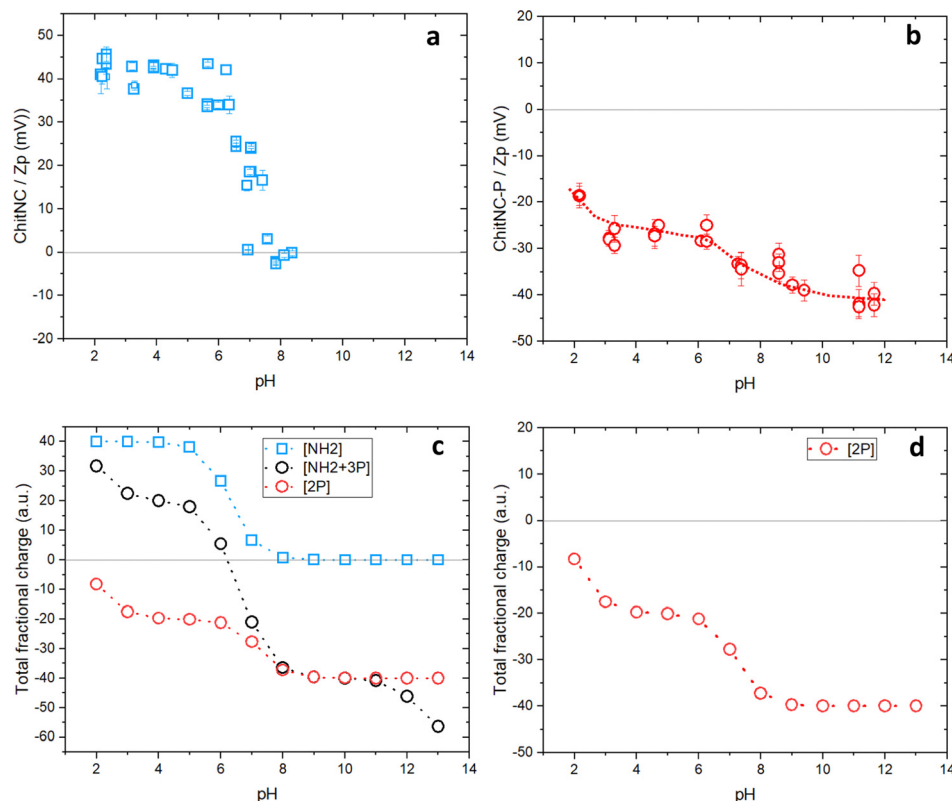 a
ChitNC / Zp (mV))
50
40
30
20
10
0
-10
-20
0 2 4 6 8 10 12 14
pH
b
ChitNC-P / Zp (mV)
20
10
0
-10
-20
-30
-40
-50
2 4 6 8 10 12 14
pH
c
Total fractional charge (a.u.)
40
30
20
10
0
-10
-20
-30
-40
-50
-60
[NH2]
[NH2+3P]
[2P]
2 4 6 8 10 12 14
pH
d
Total fractional charge (a.u.)
20
10
0
-10
-20
-30
-40
-50
[2P]
2 4 6 8 10 12 14
pH